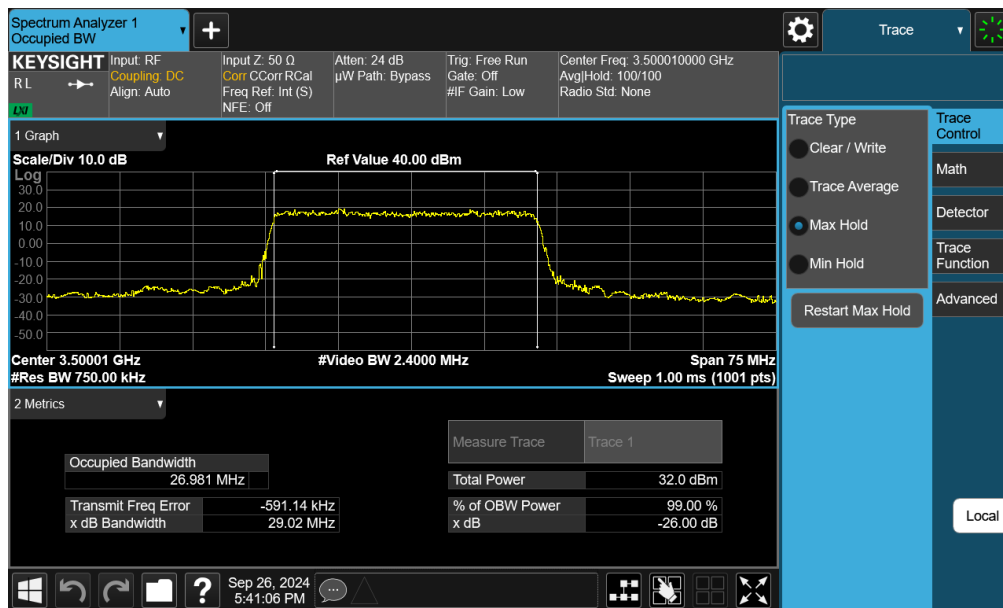 Spectrum Analyzer 1
Occupied BW
+
Trace
KEYSIGHT
RL
LXI
Input: RF
Coupling: DC
Align: Auto
Input Z: 50 Ω
Corr CCorr RCal
Freq Ref: Int (S)
NFE: Off
Atten: 24 dB
µW Path: Bypass
Trig: Free Run
Gate: Off
#IF Gain: Low
Center Freq: 3.500010000 GHz
Avg|Hold: 100/100
Radio Std: None
1 Graph
Scale/Div 10.0 dB
Ref Value 40.00 dBm
Log
30.0
20.0
10.0
0.00
-10.0
-20.0
-30.0
-40.0
-50.0
Center 3.50001 GHz
#Video BW 2.4000 MHz
Span 75 MHz
#Res BW 750.00 kHz
Sweep 1.00 ms (1001 pts)
2 Metrics
Measure Trace Trace 1
Occupied Bandwidth
26.981 MHz
Total Power 32.0 dBm
Transmit Freq Error -591.14 kHz
% of OBW Power 99.00 %
x dB Bandwidth 29.02 MHz
x dB -26.00 dB
Trace Type
Clear / Write
Trace Average
Max Hold
Min Hold
Restart Max Hold
Trace
Control
Math
Detector
Trace
Function
Advanced
Local
?
Sep 26, 2024
5:41:06 PM